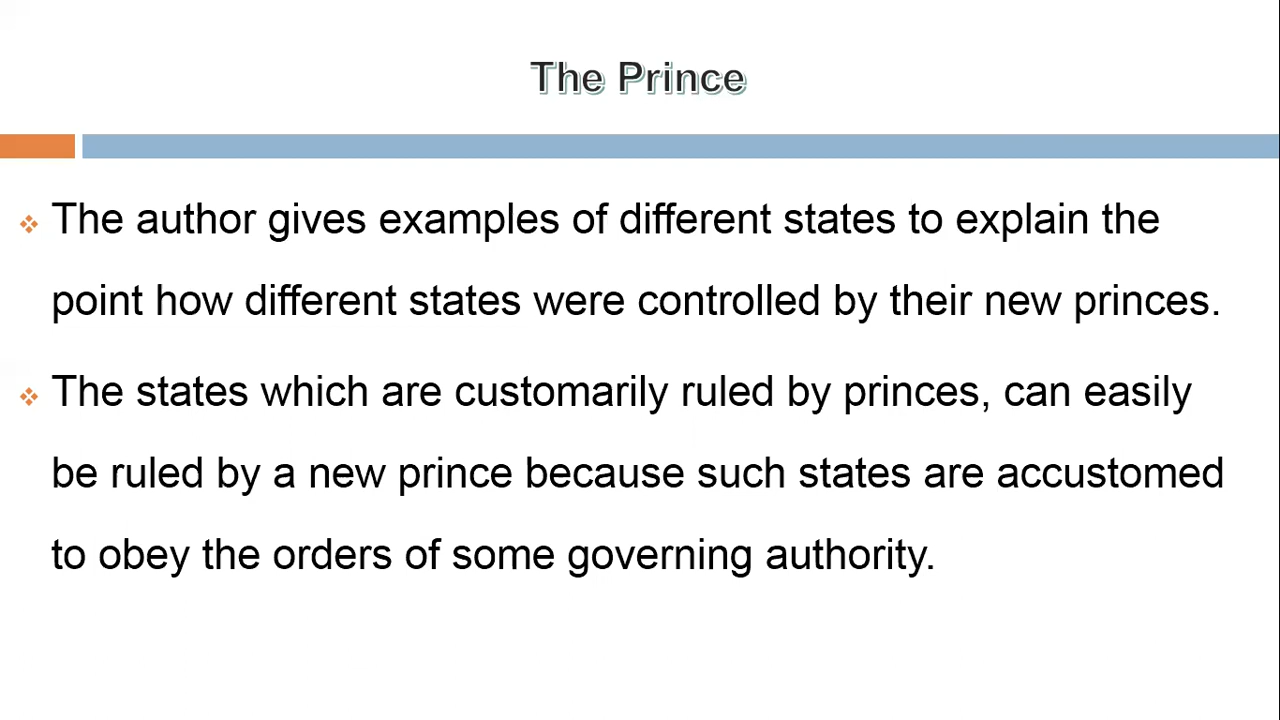 The Prince
The author gives examples of different states to explain the
point how different states were controlled by their new princes.
The states which are customarily ruled by princes, can easily
be ruled by a new prince because such states are accustomed
to obey the orders of some governing authority.